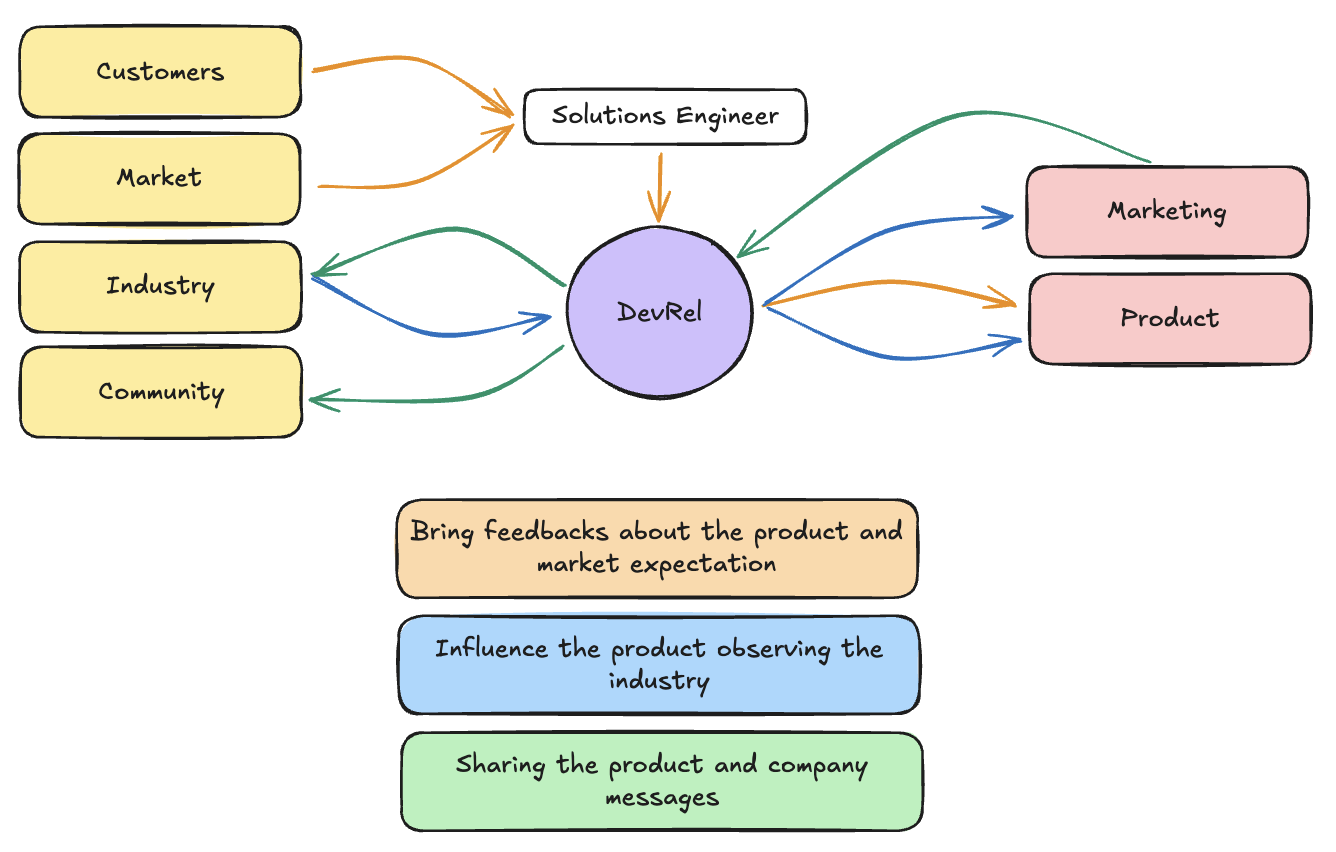 Customers
Solutions Engineer
Market
Marketing
Industry
DevRel
Product
Community
Bring feedbacks about the product and
market expectation
Influence the product observing the
industry
Sharing the product and company
messages